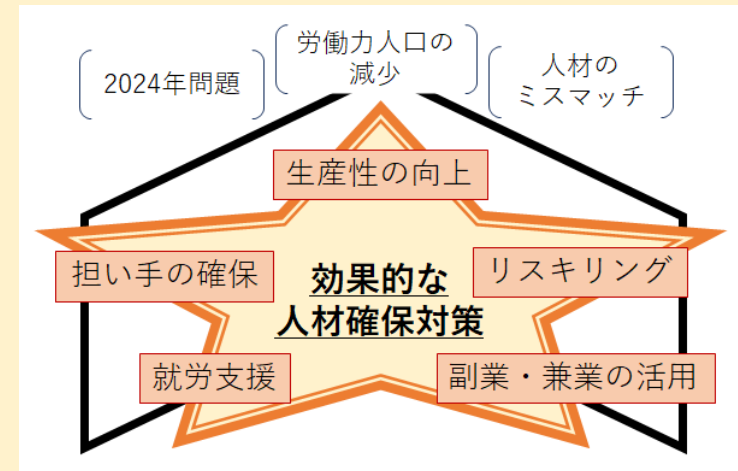 2024年問題
労働力人口の
減少
人材の
ミスマッチ
生産性の向上
担い手の確保
効果的な
人材確保対策
リスキリング
就労支援
副業・兼業の活用